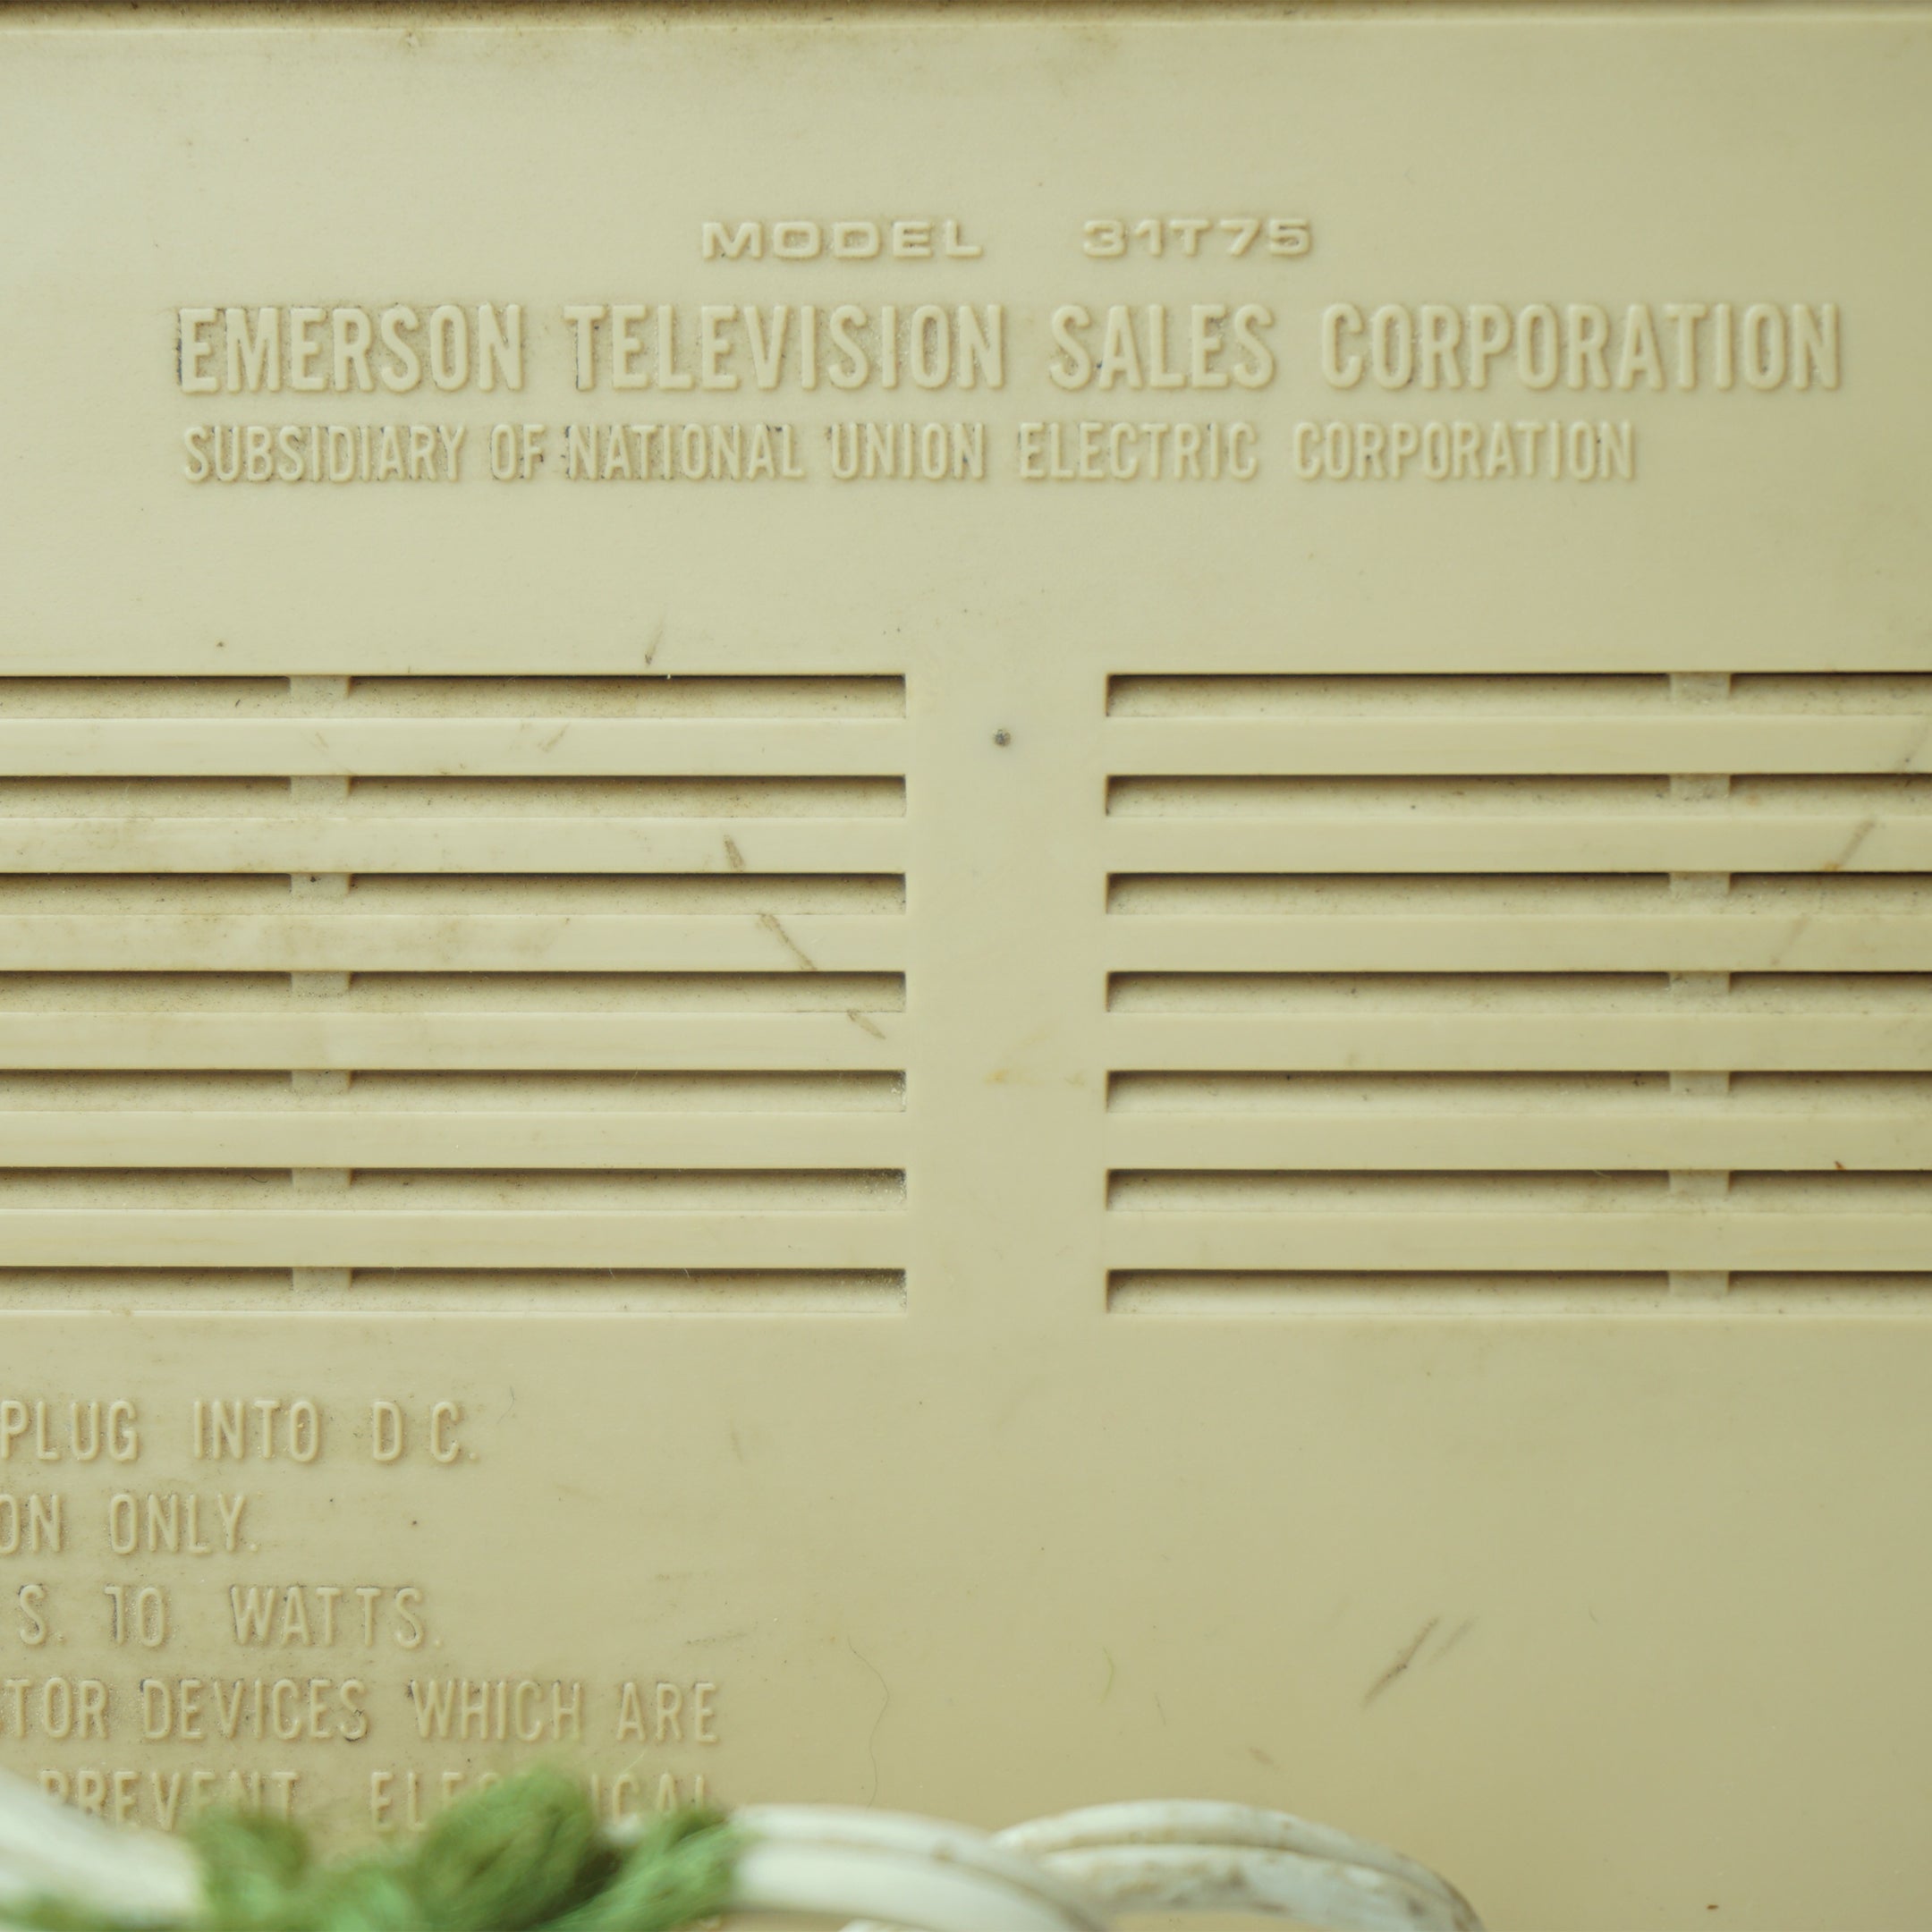 MODEL 31T75
EMERSON TELEVISION SALES CORPORATION
SUBSIDIARY OF NATIONAL UNION ELECTRIC CORPORATION
PLUG INTO D C.
ON ONLY.
S. 10 WATTS.
TOR DEVICES WHICH ARE
PREVENT